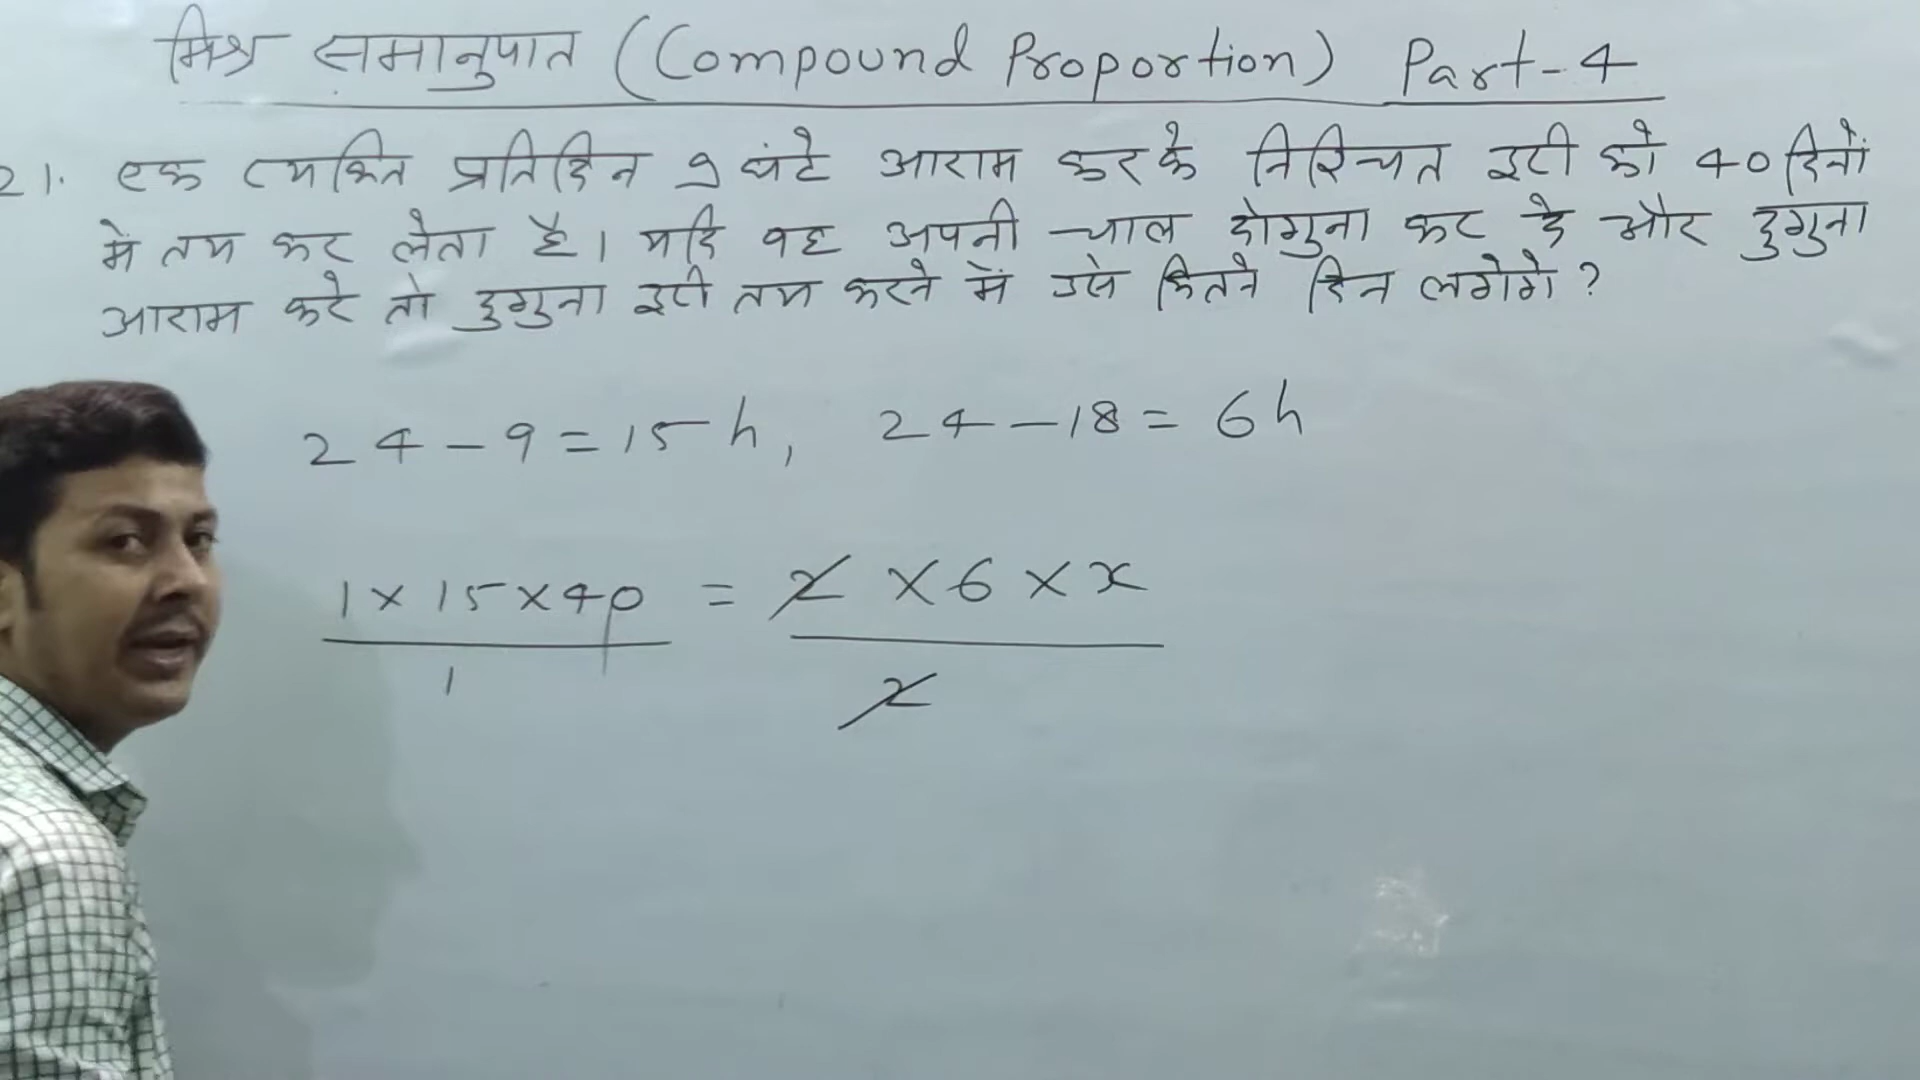 मिश्र समानुपात (Compound Proportion) Part-4
21. एक व्यक्ति प्रतिदिन 9 घंटे आराम करके निश्चित दूरी को 40 दिनों
में तय कर लेता है। यदि वह अपनी चाल दोगुना कर दे और दुगुना
आराम करे तो दुगुना दूरी तय करने में उसे कितने दिन लगेगे?
24-9=15h, 24-18=6h
1×15×40 = 2×6×x
1 2